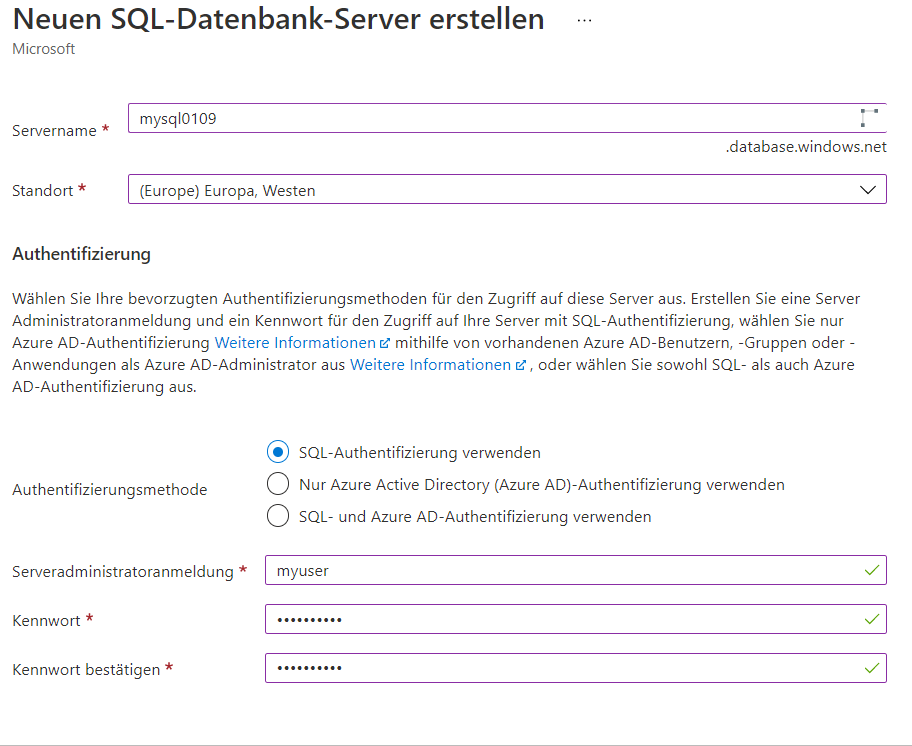 Neuen SQL-Datenbank-Server erstellen ...
Microsoft
Servername *
mysql0109
.database.windows.net
Standort *
(Europe) Europa, Westen
Authentifizierung
Wählen Sie Ihre bevorzugten Authentifizierungsmethoden für den Zugriff auf diese Server aus. Erstellen Sie eine Server
Administratoranmeldung und ein Kennwort für den Zugriff auf Ihre Server mit SQL-Authentifizierung, wählen Sie nur
Azure AD-Authentifizierung Weitere Informationen mithilfe von vorhandenen Azure AD-Benutzern, -Gruppen oder -
Anwendungen als Azure AD-Administrator aus Weitere Informationen , oder wählen Sie sowohl SQL- als auch Azure
AD-Authentifizierung aus.
Authentifizierungsmethode
SQL-Authentifizierung verwenden
Nur Azure Active Directory (Azure AD)-Authentifizierung verwenden
SQL- und Azure AD-Authentifizierung verwenden
Serveradministratoranmeldung *
myuser
Kennwort *
••••••••••
Kennwort bestätigen *
••••••••••